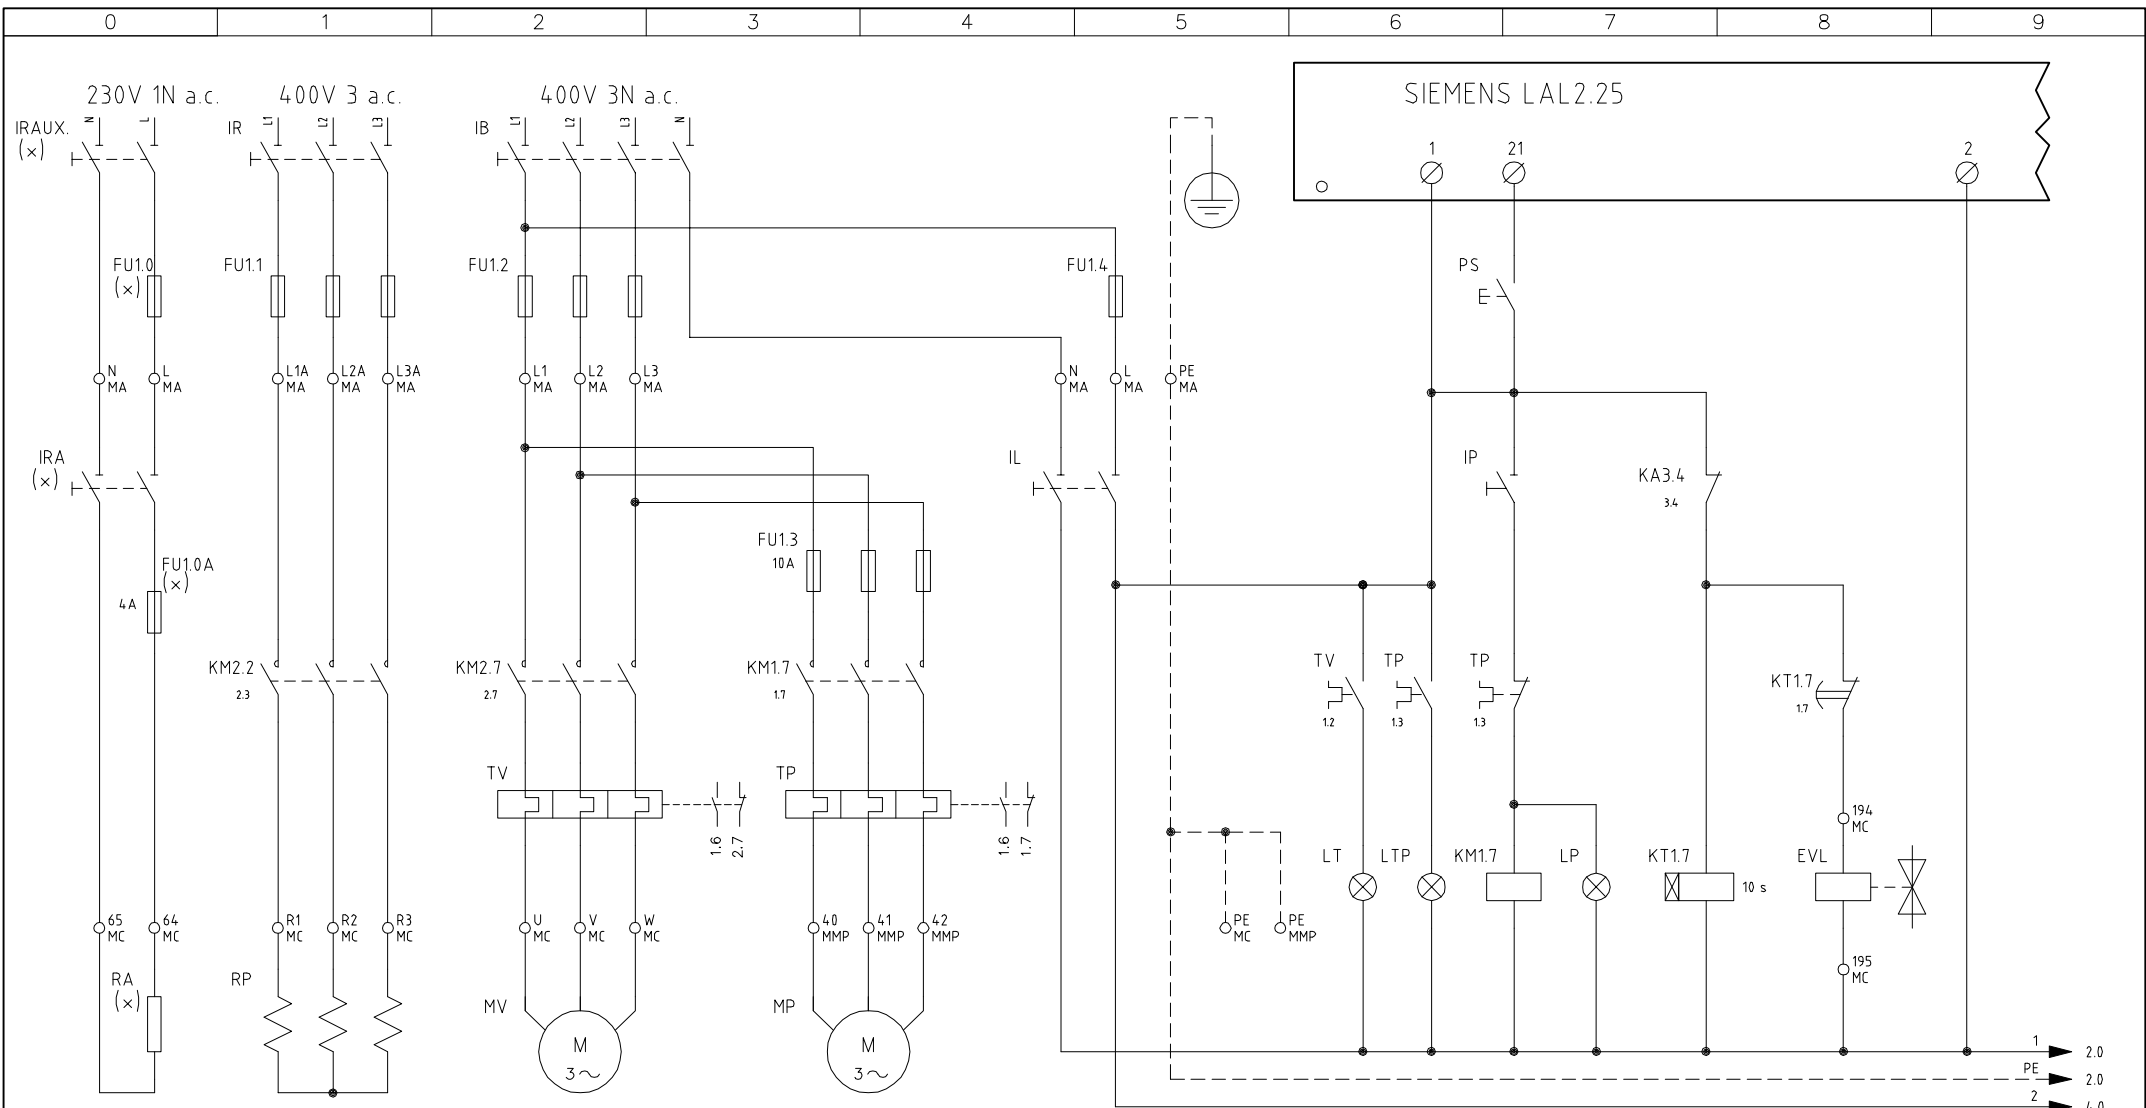 0 1 2 3 4 5 6 7 8 9
230V 1N a.c. 400V 3 a.c. 400V 3N a.c. SIEMENS LAL2.25
N L L1 L2 L3 L1 L2 L3 N
IRAUX. IR IB
(x)
1 21 2
FU1.0 FU1.1 FU1.2 FU1.4 PS
(x)
N L L1A L2A L3A L1 L2 L3 N L PE
MA MA MA MA MA MA MA MA MA MA MA
IRA IL IP KA3.4
(x) 3.4
FU1.3
10A
FU1.0A
(x)
4A
KM2.2 KM2.7 KM1.7 TV TP TP KT1.7
2.3 2.7 1.7 1.2 1.3 1.3 1.7
TV TP
1.6 2.7 1.6 1.7
194
MC
LT LTP KM1.7 LP KT1.7 EVL
10 s
65 64 R1 R2 R3 U V W 40 41 42 PE PE
MC MC MC MC MC MC MC MC MMP MMP MMP MC MMP
195
MC
RA RP
(x)
MV MP
M M
3~ 3~
1 2.0
PE 2.0
2 4.0